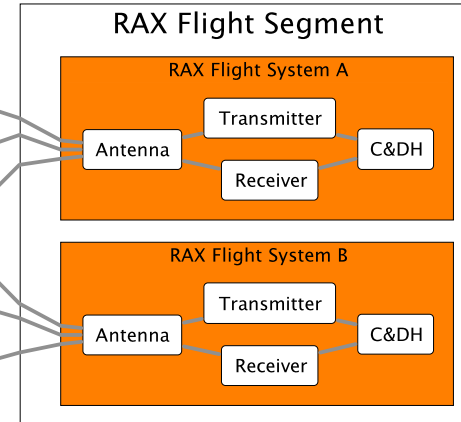 RAX Flight Segment
RAX Flight System A
Transmitter
Antenna
C&DH
Receiver
RAX Flight System B
Transmitter
Antenna
C&DH
Receiver